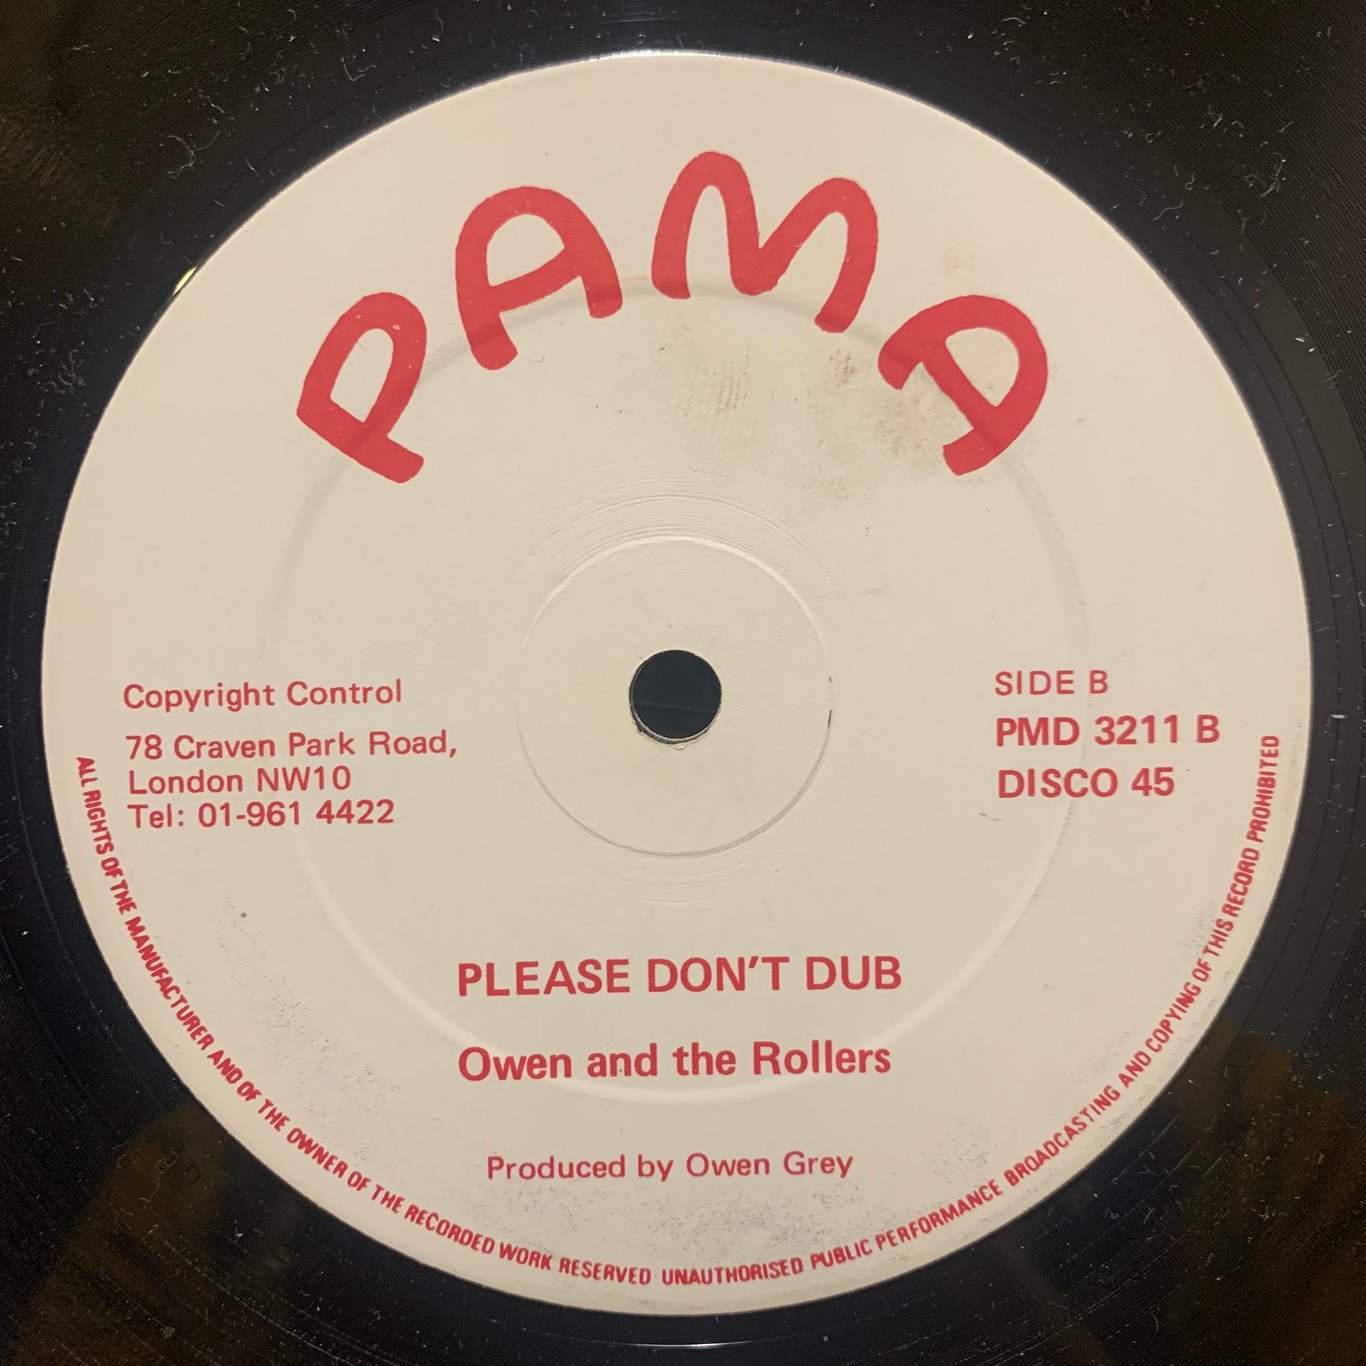 PAMA
Copyright Control
78 Craven Park Road,
London NW10
Tel: 01-961 4422
SIDE B
PMD 3211 B
DISCO 45
PLEASE DON'T DUB
Owen and the Rollers
Produced by Owen Grey
ALL RIGHTS OF THE MANUFACTURER AND OF THE OWNER OF THE RECORDED WORK RESERVED · UNAUTHORISED PUBLIC PERFORMANCE BROADCASTING AND COPYING OF THIS RECORD PROHIBITED